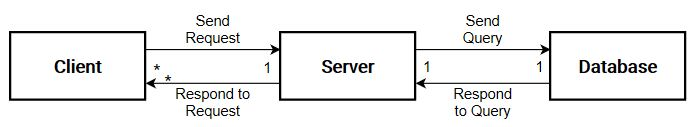 Send
Request
Send
Query
Client
Server
Database
*
*
1
1
1
Respond to
Request
Respond
to Query